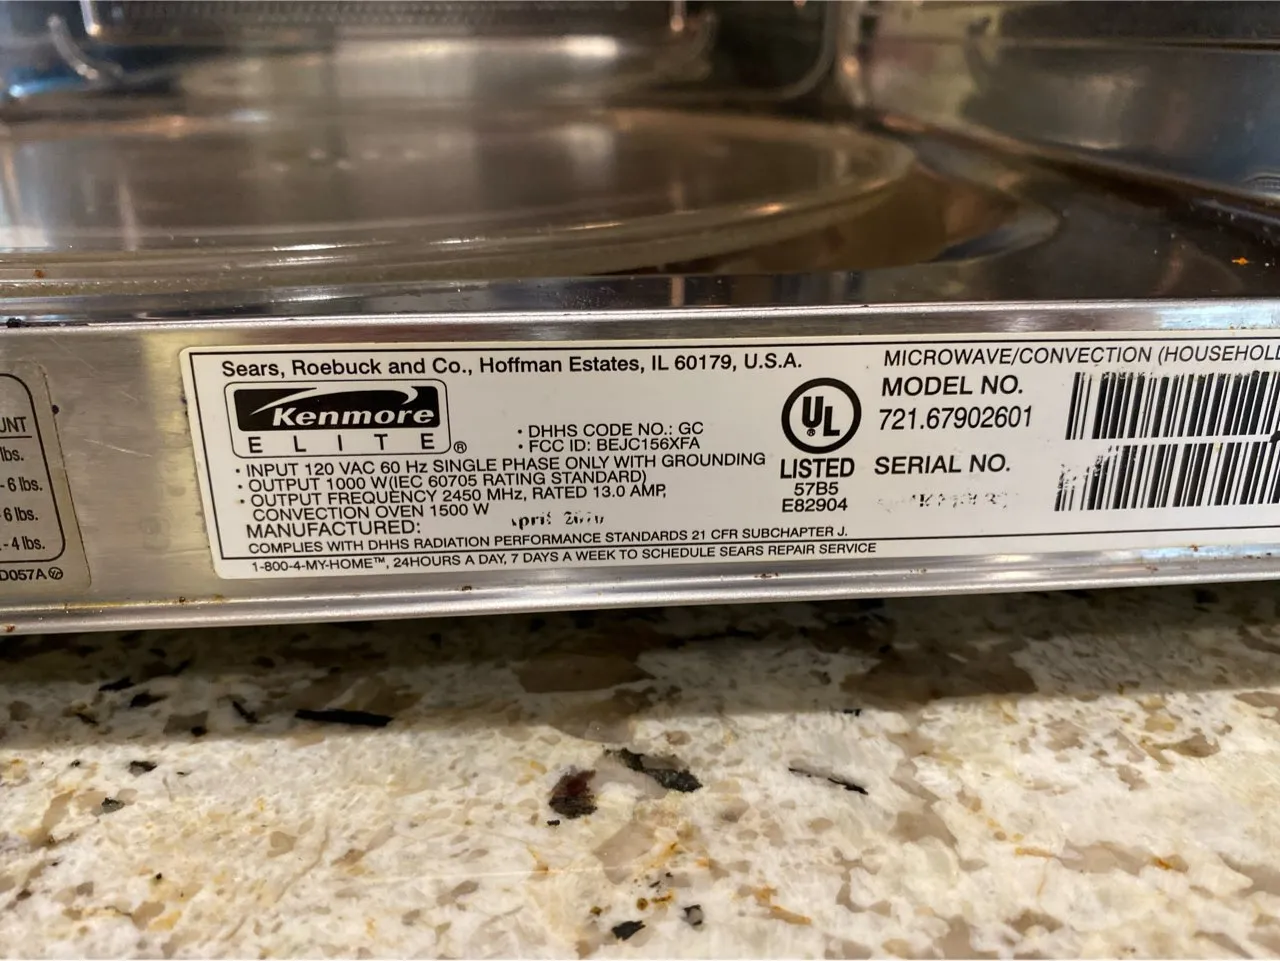 UNT
lbs.
- 6 lbs.
6 lbs.
- 4 lbs.
D057A
Sears, Roebuck and Co., Hoffman Estates, IL 60179, U.S.A.
Kenmore
ELITE®
• DHHS CODE NO.: GC
• FCC ID: BEJC156XFA
• INPUT 120 VAC 60 Hz SINGLE PHASE ONLY WITH GROUNDING
• OUTPUT 1000 W(IEC 60705 RATING STANDARD)
• OUTPUT FREQUENCY 2450 MHz, RATED 13.0 AMP,
CONVECTION OVEN 1500 W
MANUFACTURED:
COMPLIES WITH DHHS RADIATION PERFORMANCE STANDARDS 21 CFR SUBCHAPTER J.
1-800-4-MY-HOME™, 24HOURS A DAY, 7 DAYS A WEEK TO SCHEDULE SEARS REPAIR SERVICE
UL
LISTED
57B5
E82904
MICROWAVE/CONVECTION (HOUSEHOLD
MODEL NO.
721.67902601
SERIAL NO.